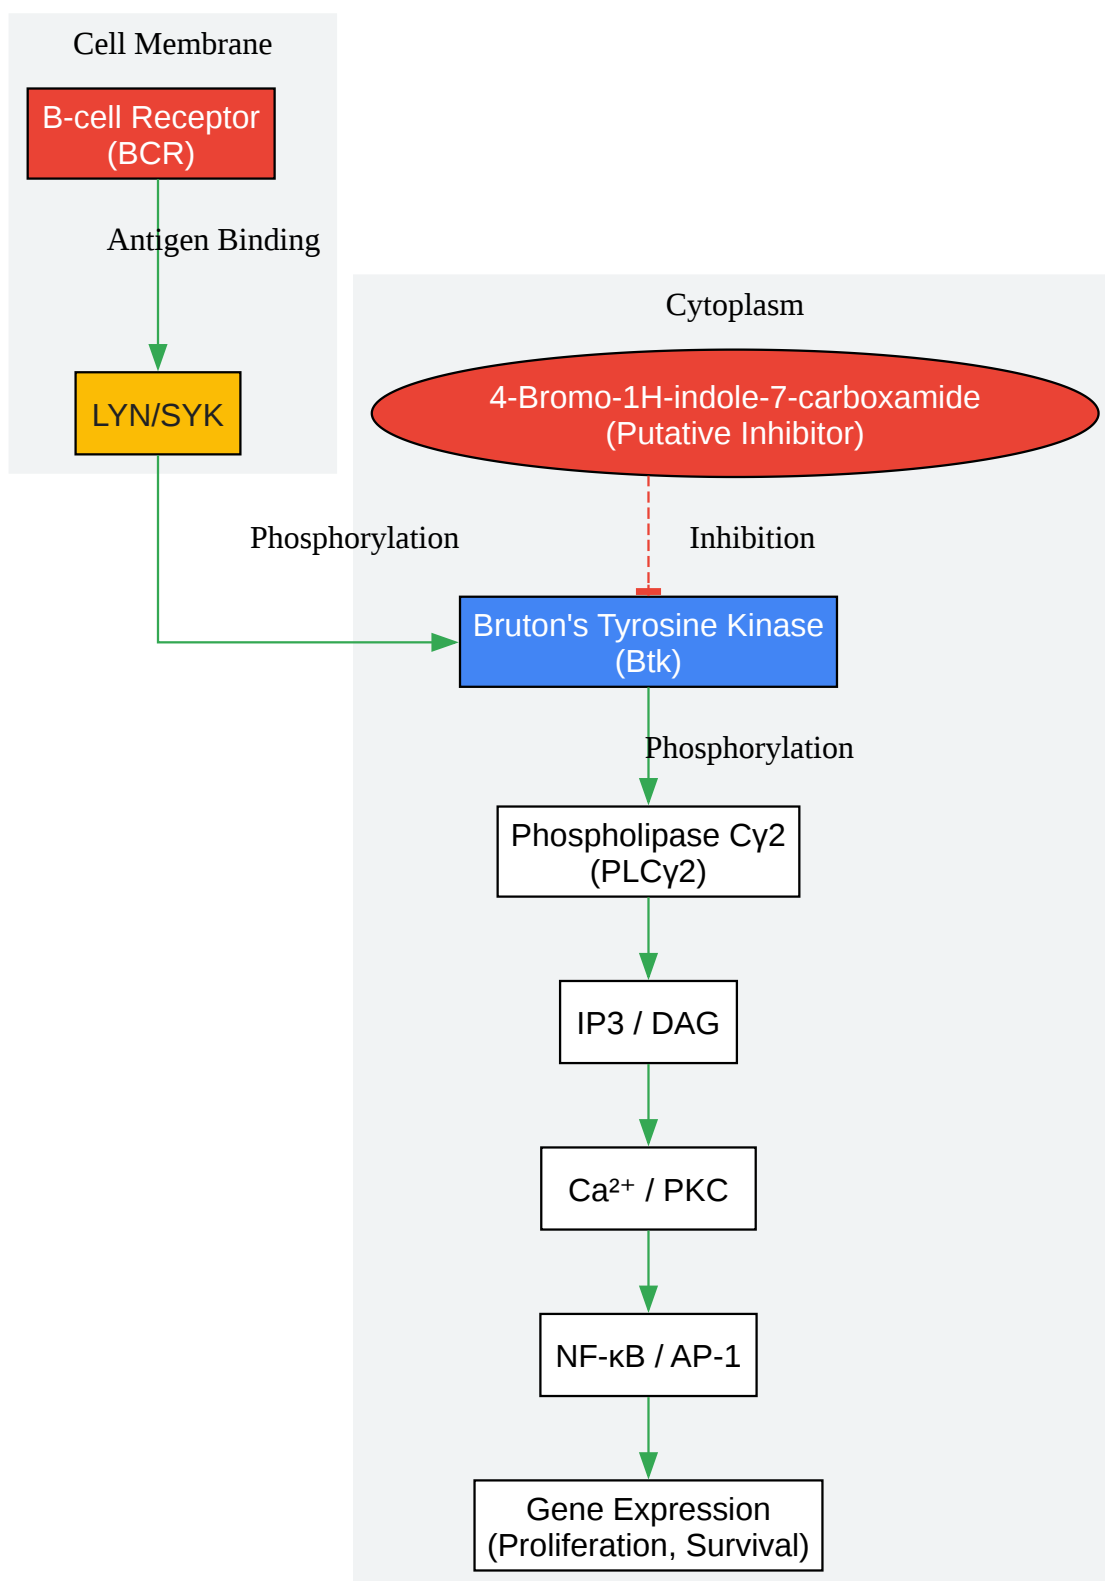 Cell Membrane
B-cell Receptor
(BCR)
Antigen Binding
LYN/SYK
Phosphorylation
Cytoplasm
4-Bromo-1H-indole-7-carboxamide
(Putative Inhibitor)
Inhibition
Bruton's Tyrosine Kinase
(Btk)
Phosphorylation
Phospholipase Cγ2
(PLCγ2)
IP3 / DAG
Ca²⁺ / PKC
NF-κB / AP-1
Gene Expression
(Proliferation, Survival)